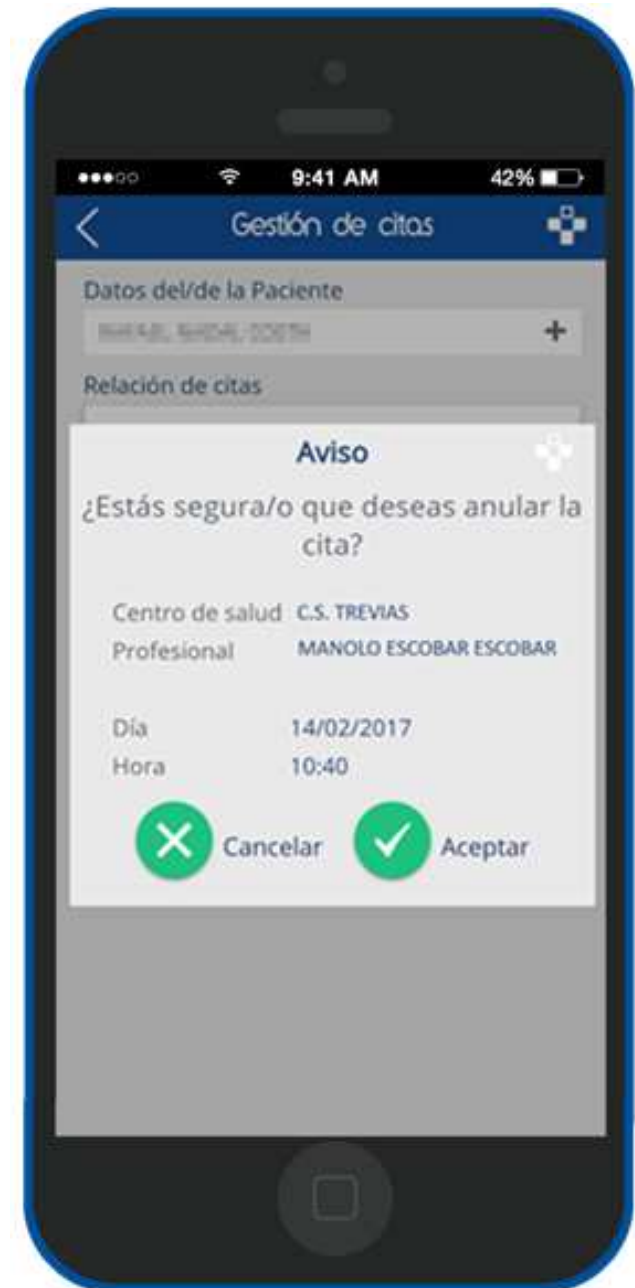 9:41 AM 42%
Gestión de citas
Datos del/de la Paciente
Relación de citas
Aviso
¿Estás segura/o que deseas anular la
cita?
Centro de salud C.S. TREVIAS
Profesional MANOLO ESCOBAR ESCOBAR
Día 14/02/2017
Hora 10:40
Cancelar Aceptar